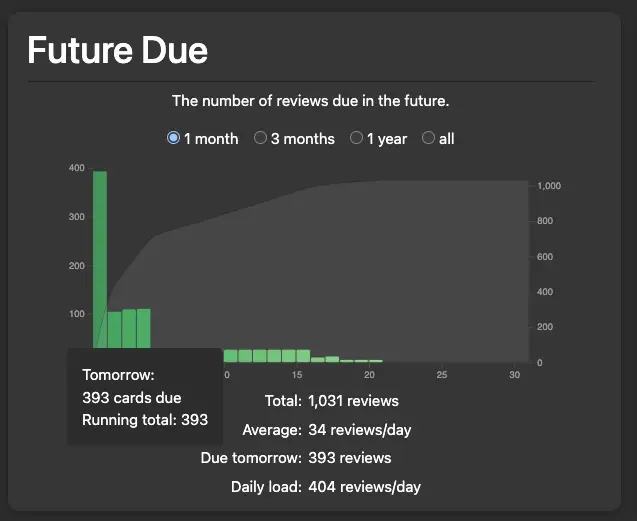 Future Due
The number of reviews due in the future.
1 month 3 months 1 year all
400
300
200
100
1,000
800
600
400
200
0
0 15 20 25 30
Tomorrow:
393 cards due
Running total: 393
Total: 1,031 reviews
Average: 34 reviews/day
Due tomorrow: 393 reviews
Daily load: 404 reviews/day